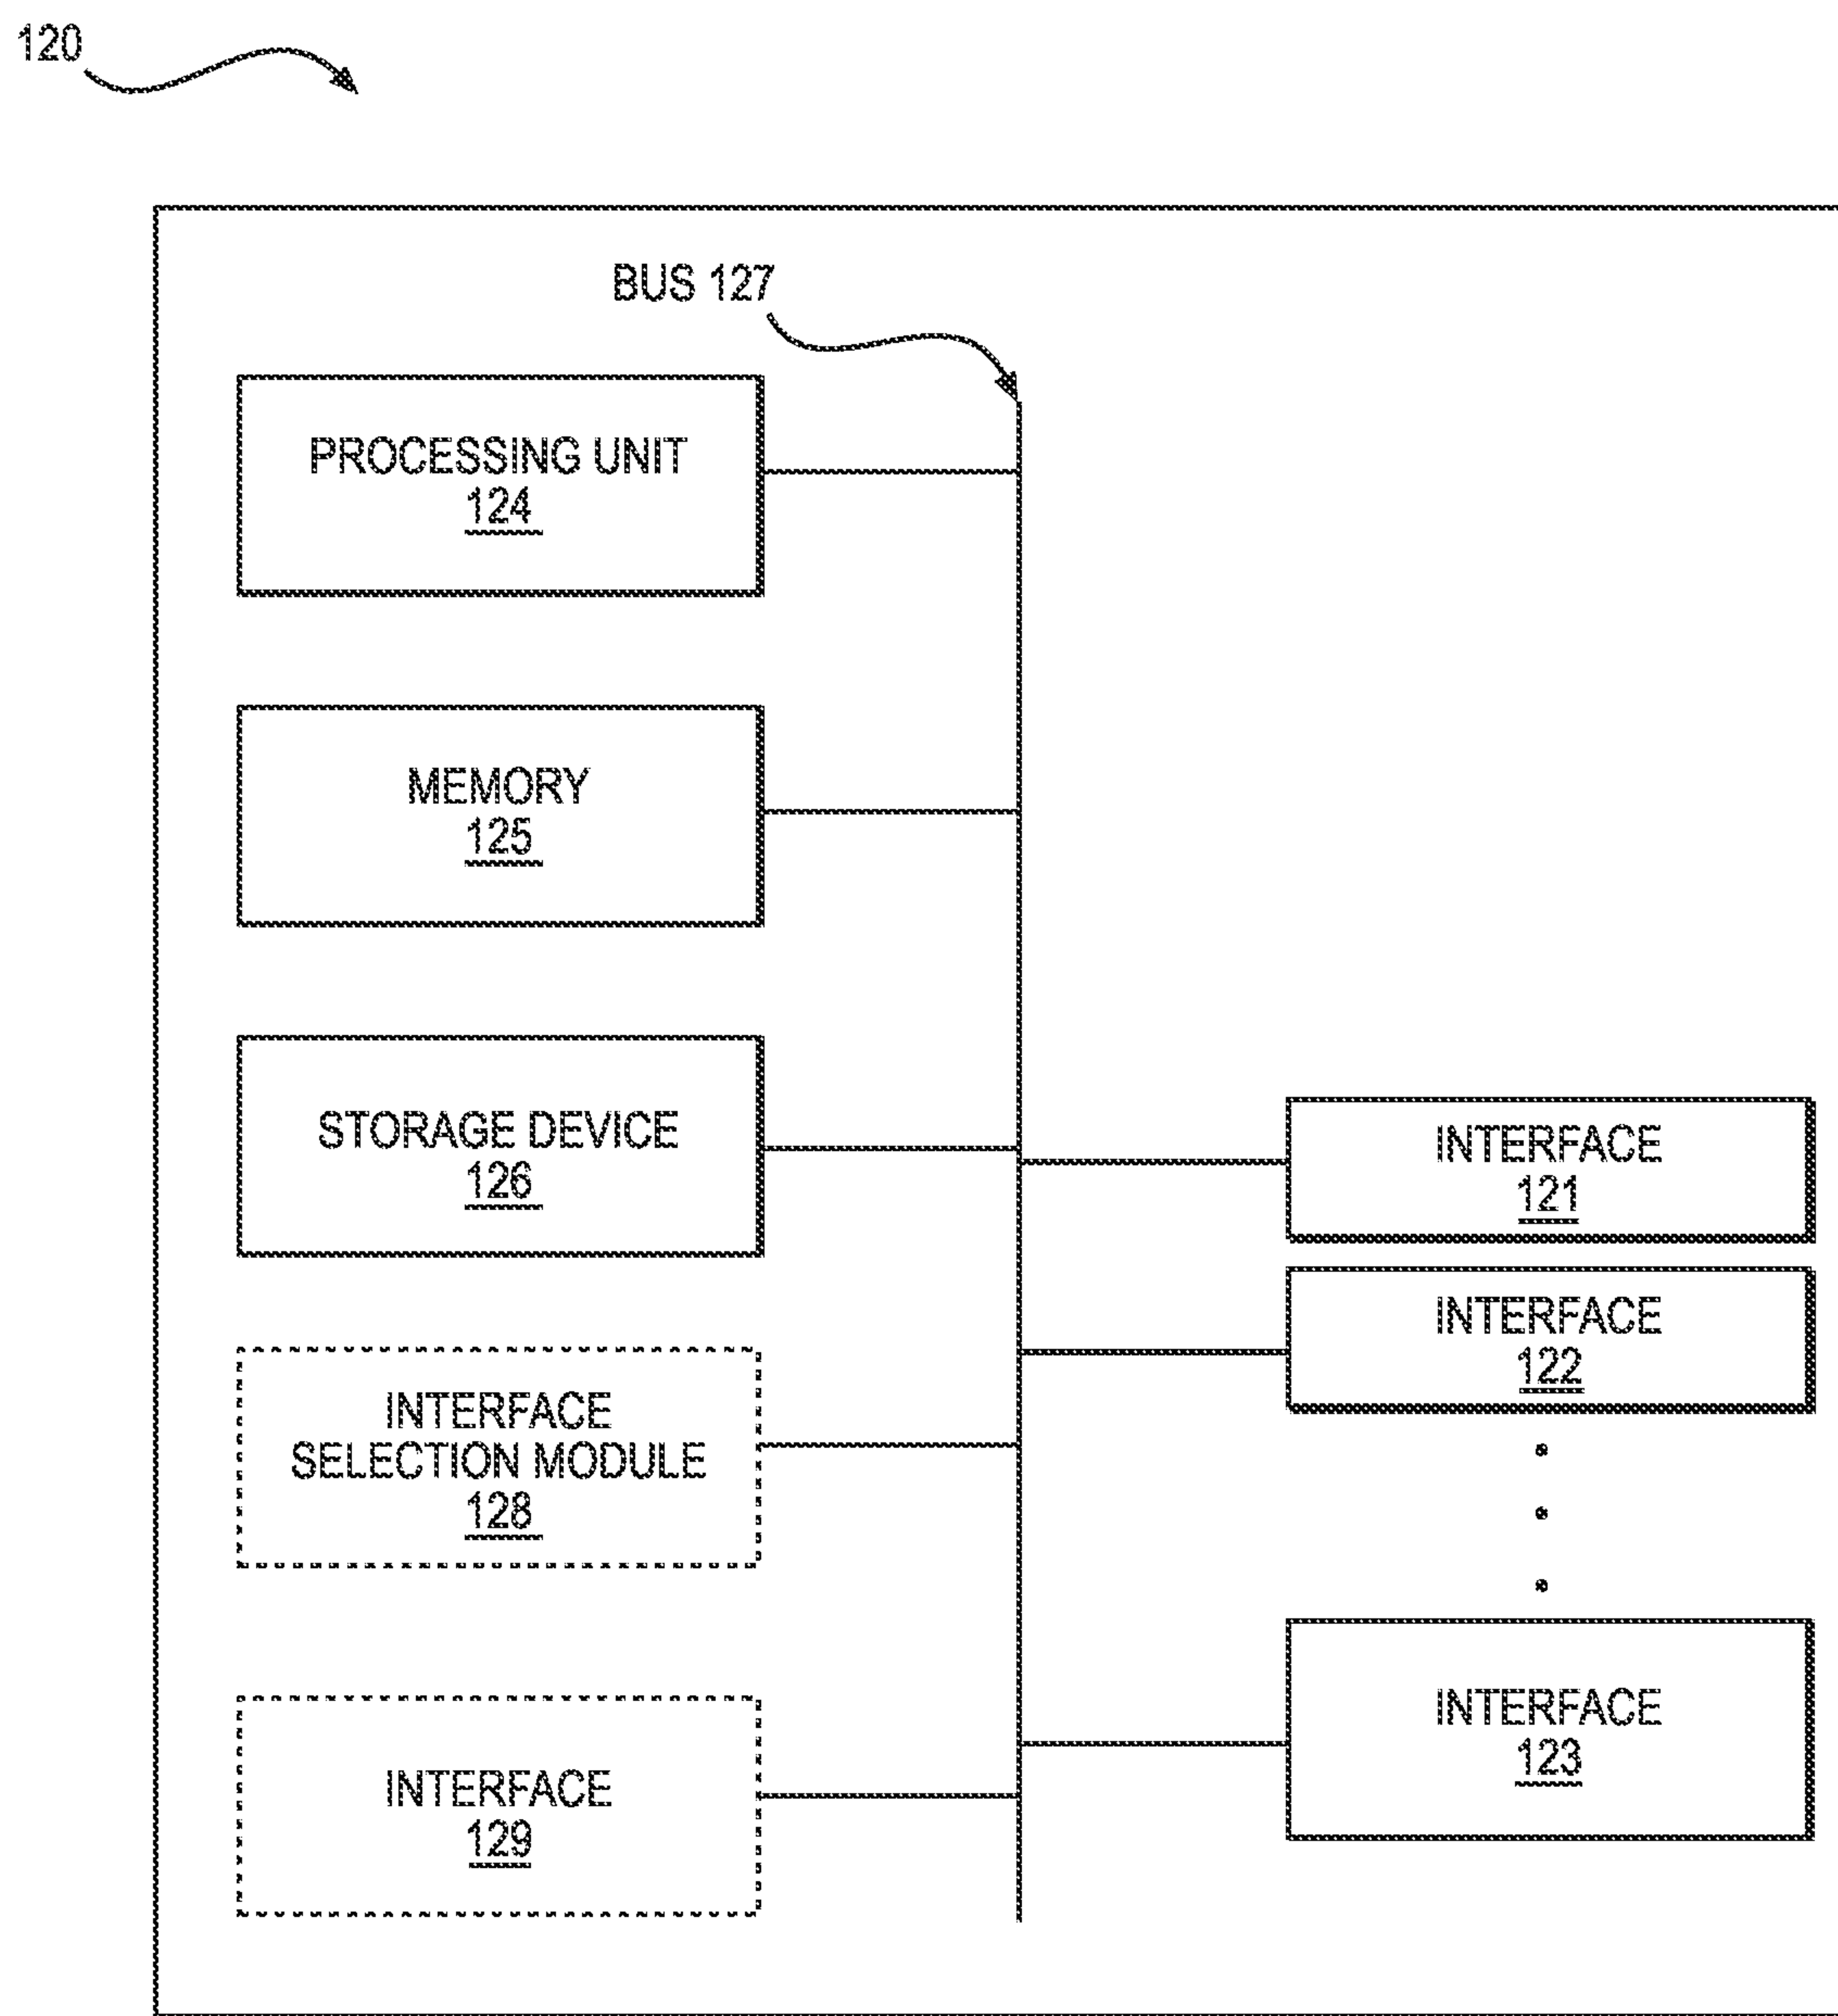 120
BUS 127
PROCESSING UNIT
124
MEMORY
125
STORAGE DEVICE
126
INTERFACE
SELECTION MODULE
128
INTERFACE
129
INTERFACE
121
INTERFACE
122
INTERFACE
123